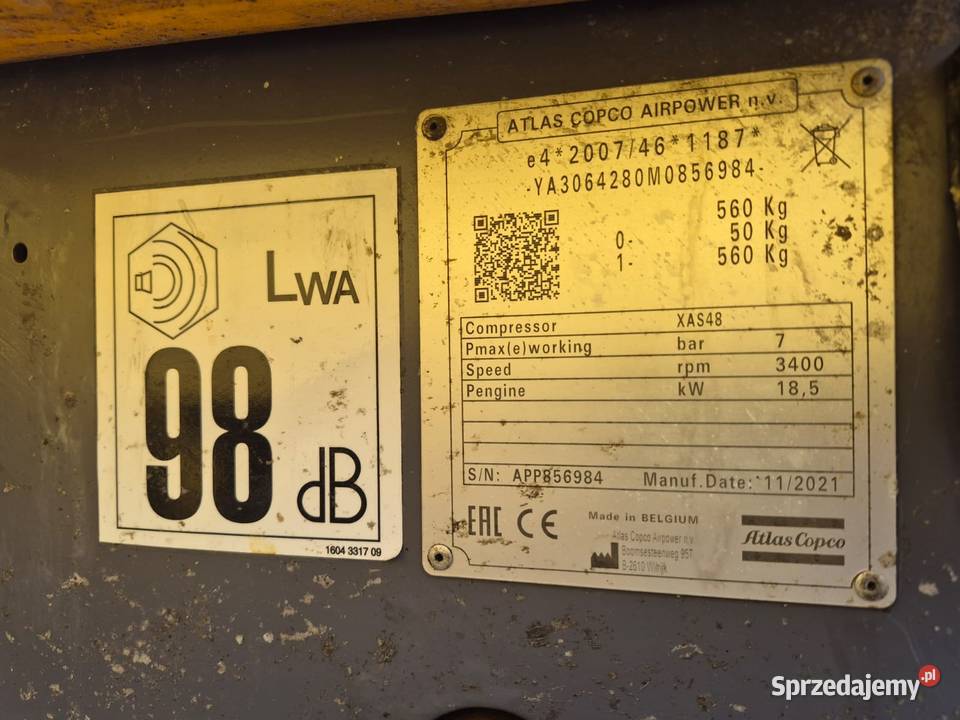 LWA
98
dB
1604 3317 09
ATLAS COPCO AIRPOWER n.v.
e4*2007/46*1187*
-YA3064280M0856984-
560 Kg
0- 50 Kg
1- 560 Kg
Compressor XAS48
Pmax(e)working bar 7
Speed rpm 3400
Pengine kW 18,5
S/N: APP856984 Manuf.Date: 11/2021
EAC CE
Made in BELGIUM
Atlas Copco Airpower n.v.
Boomsesteenweg 957
B-2610 Wilrijk
Atlas Copco
Sprzedajemy.pl